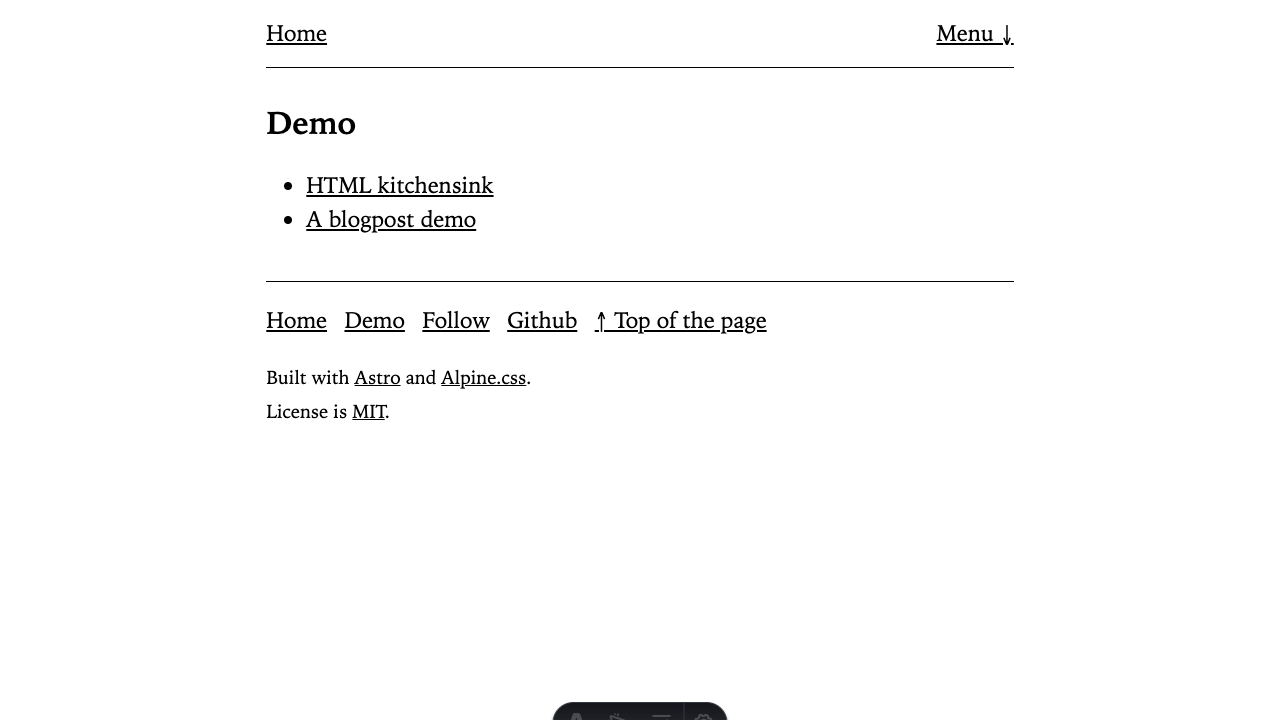 Home Menu ↓
Demo
• HTML kitchensink
• A blogpost demo
Home Demo Follow Github ↑ Top of the page
Built with Astro and Alpine.css.
License is MIT.